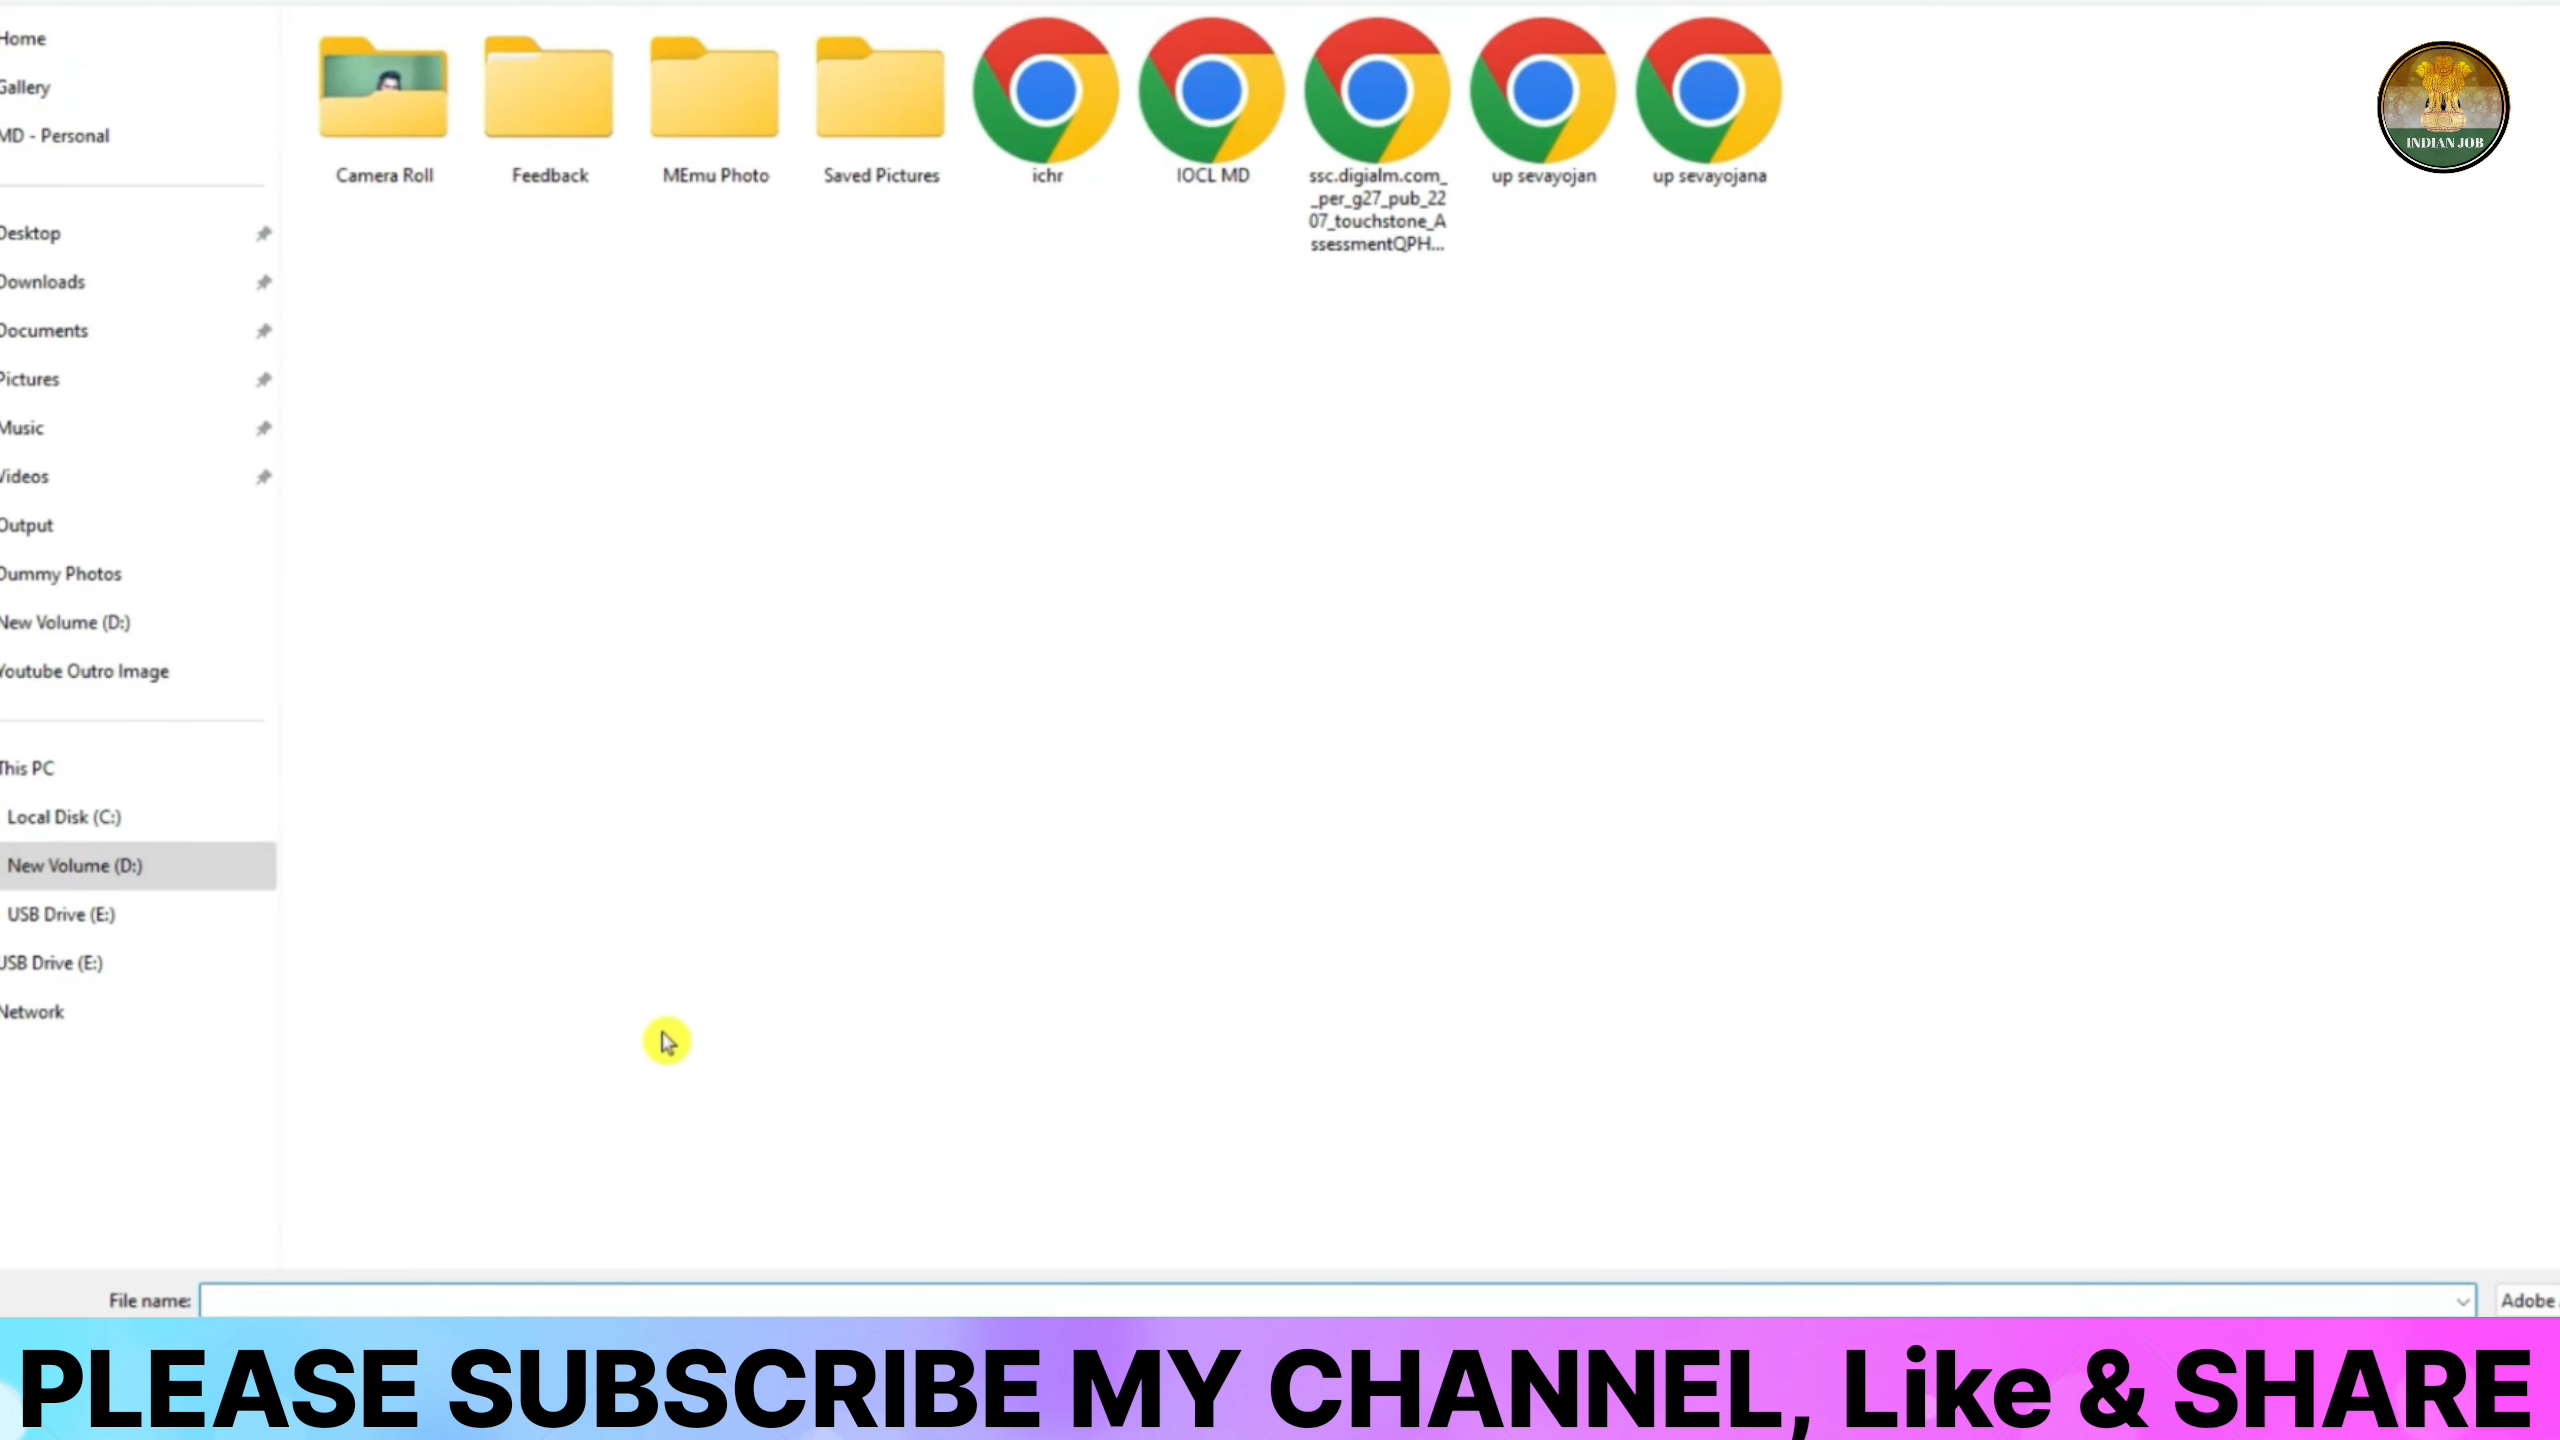 Home
Gallery
MD - Personal
Desktop
Downloads
Documents
Pictures
Music
Videos
Output
Dummy Photos
New Volume (D:)
Youtube Outro Image
This PC
Local Disk (C:)
New Volume (D:)
USB Drive (E:)
USB Drive (E:)
Network
Camera Roll
Feedback
MEmu Photo
Saved Pictures
ichr
IOCL MD
ssc.digialm.com_
_per_g27_pub_22
07_touchstone_A
ssessmentQPH...
up sevayojan
up sevayojana
INDIAN JOB
File name:
Adobe
PLEASE SUBSCRIBE MY CHANNEL, Like & SHARE